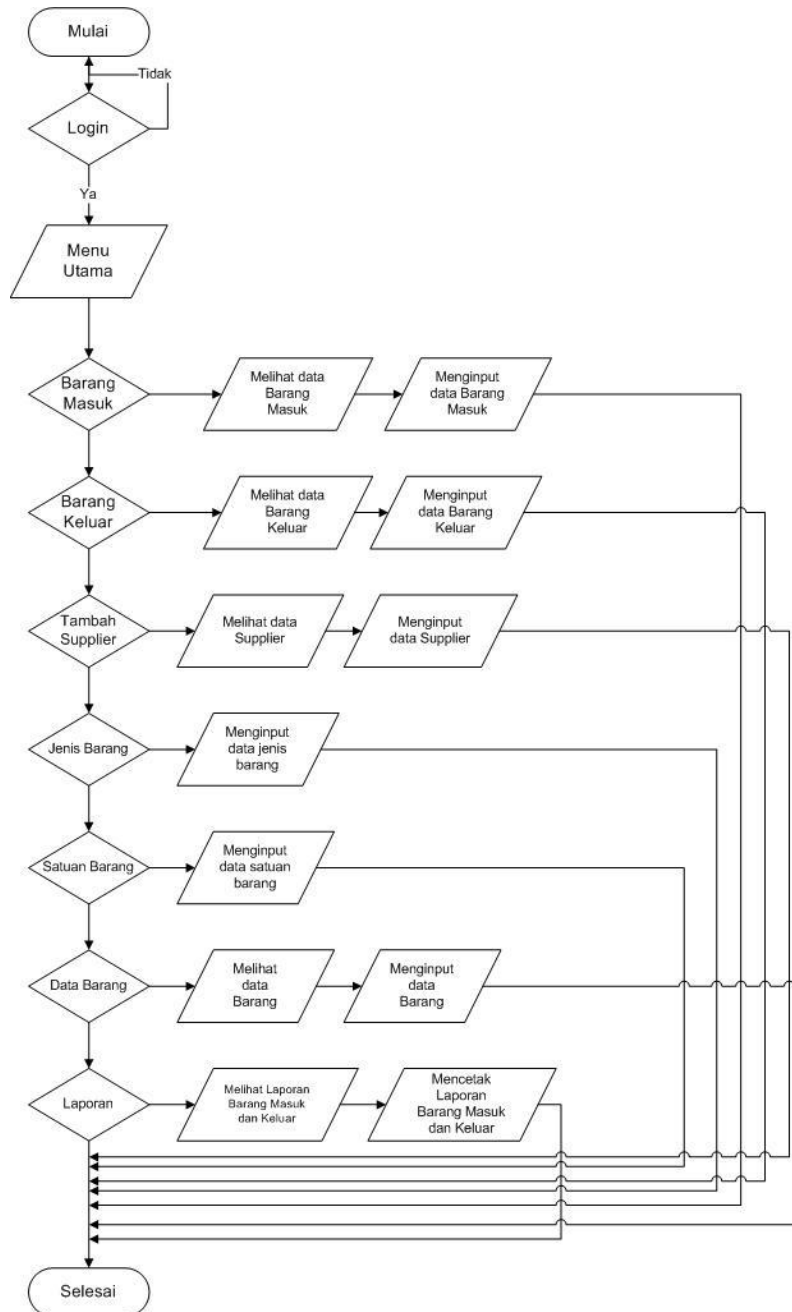 Mulai
Tidak
Login
Ya
Menu
Utama
Barang
Masuk
Melihat data
Barang
Masuk
Menginput
data Barang
Masuk
Barang
Keluar
Melihat data
Barang
Keluar
Menginput
data Barang
Keluar
Tambah
Supplier
Melihat data
Supplier
Menginput
data Supplier
Jenis Barang
Menginput
data jenis
barang
Satuan Barang
Menginput
data satuan
barang
Data Barang
Melihat
data
Barang
Menginput
data
Barang
Laporan
Melihat Laporan
Barang Masuk
dan Keluar
Mencetak
Laporan
Barang Masuk
dan Keluar
Selesai